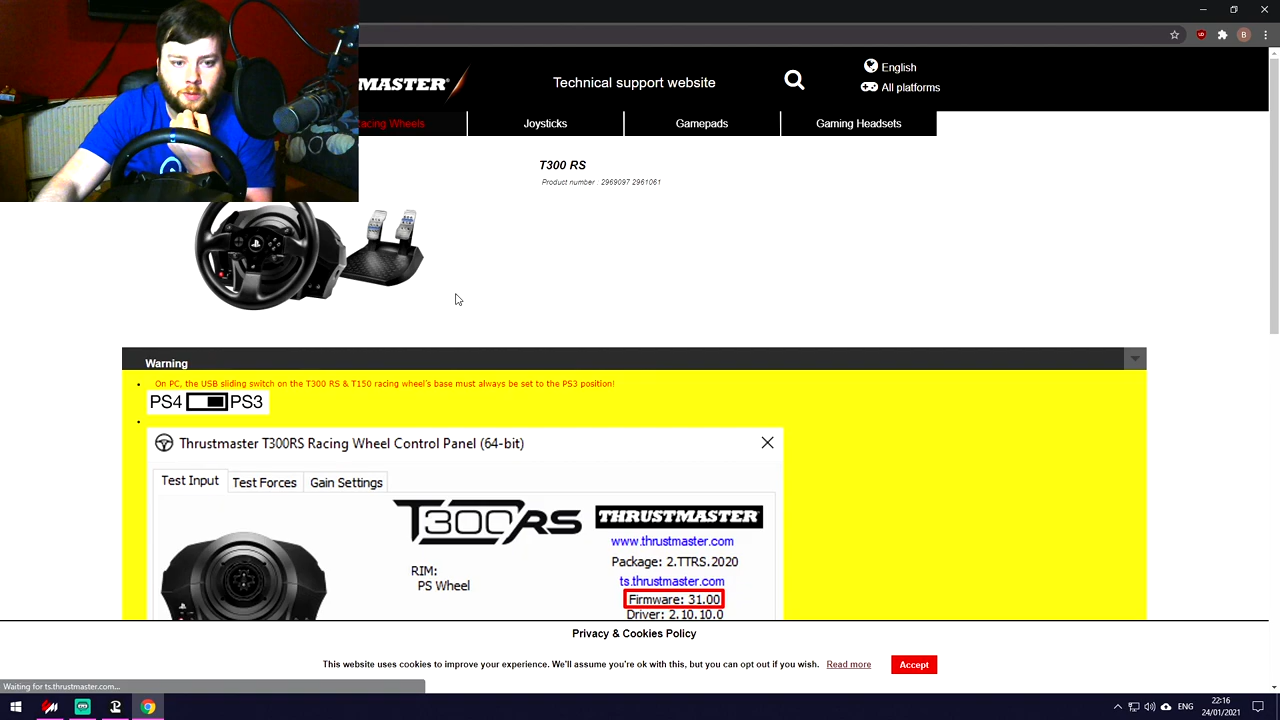 MASTER
Technical support website
English
All platforms
Racing Wheels
Joysticks
Gamepads
Gaming Headsets
T300 RS
Product number : 2969097 2961061
Warning
On PC, the USB sliding switch on the T300 RS & T150 racing wheel's base must always be set to the PS3 position!
PS4 PS3
Thrustmaster T300RS Racing Wheel Control Panel (64-bit)
Test Input
Test Forces
Gain Settings
T300RS
THRUSTMASTER
www.thrustmaster.com
RIM:
PS Wheel
Package: 2.TTRS.2020
ts.thrustmaster.com
Firmware: 31.00
Driver: 2.10.10.0
Privacy & Cookies Policy
This website uses cookies to improve your experience. We'll assume you're ok with this, but you can opt out if you wish. Read more
Accept
Waiting for ts.thrustmaster.com...
ENG
22:16
24/01/2021